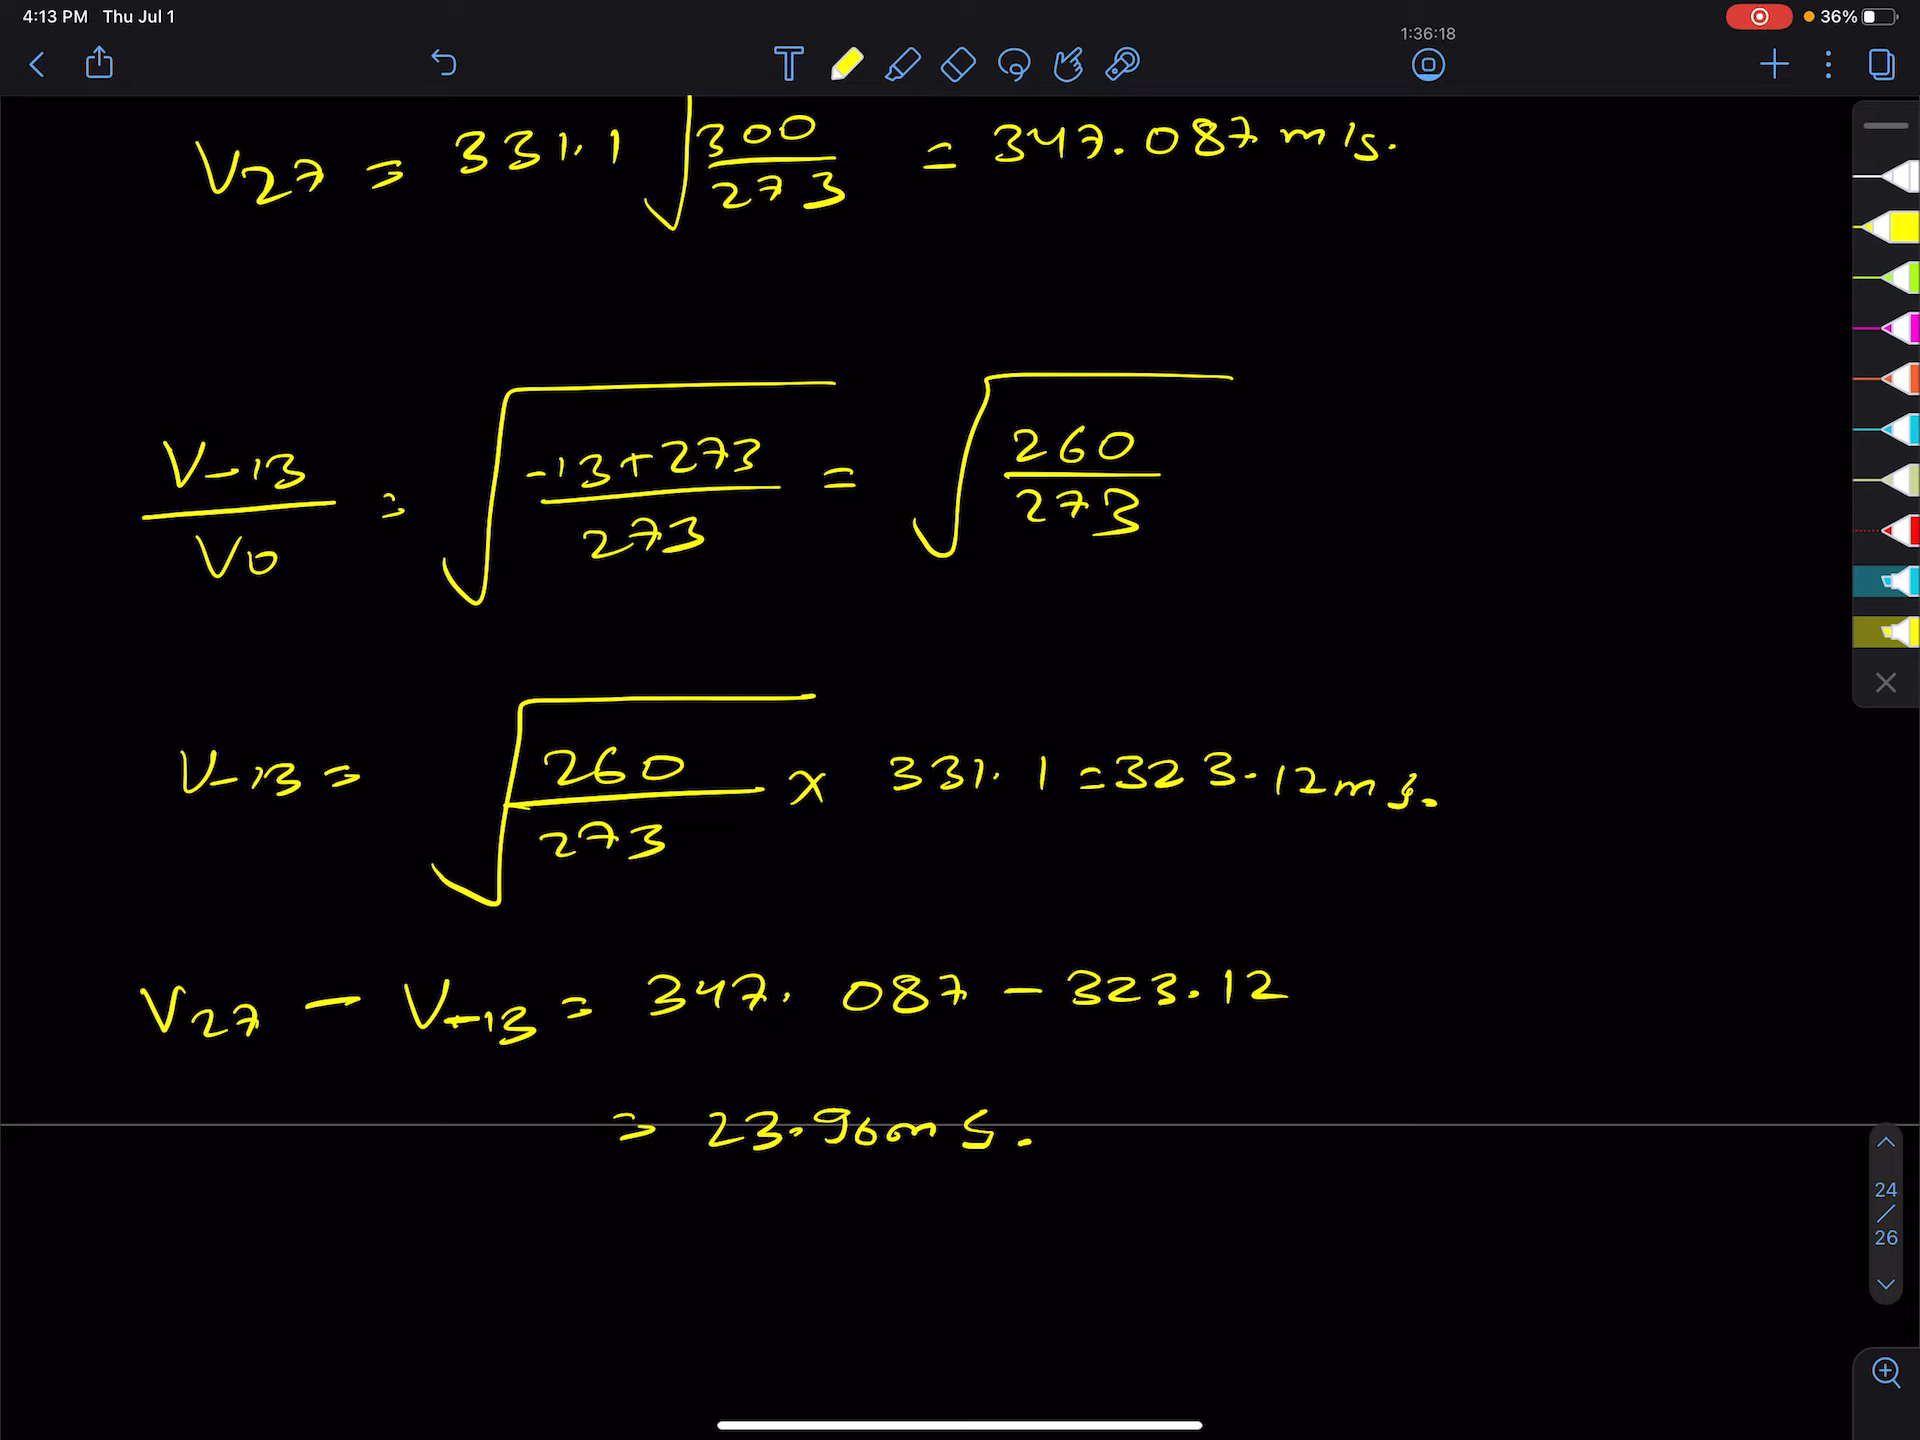 4:13 PM Thu Jul 1
36%
1:36:18
V27 = 331.1 √300/273 = 347.087 m/s.
V-13/V0 = √-13+273/273 = √260/273
V-13 = √260/273 × 331.1 = 323.12 m s.
V27 - V-13 = 347.087 - 323.12
= 23.96 m s.
24
/
26